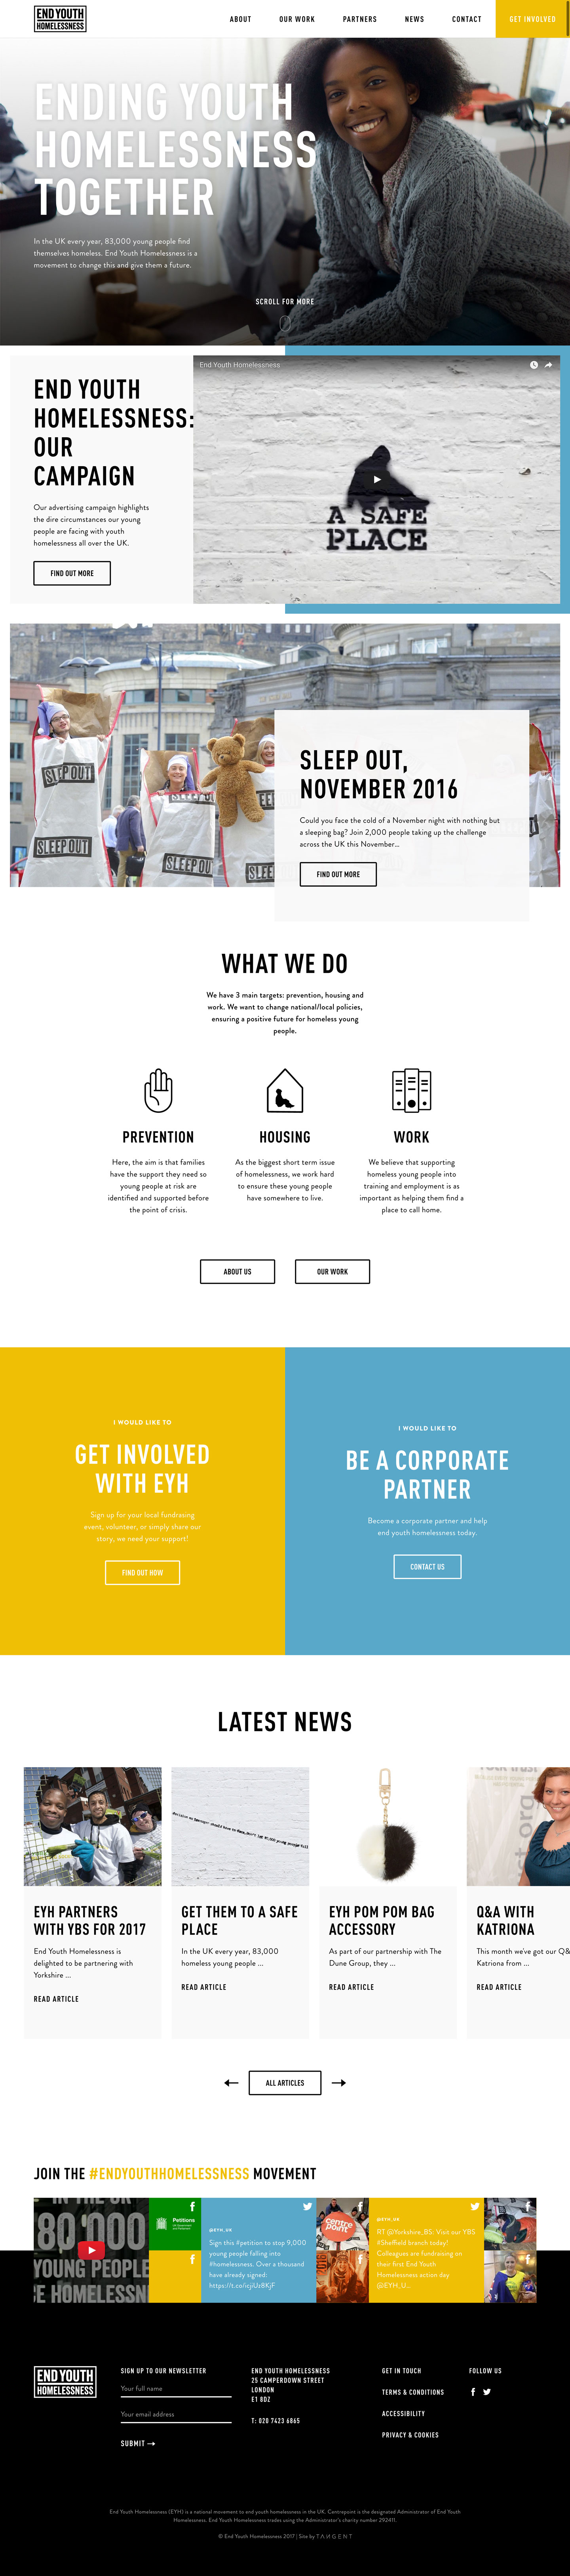 END YOUTH
HOMELESSNESS
ABOUT
OUR WORK
PARTNERS
NEWS
CONTACT
GET INVOLVED
ENDING YOUTH
HOMELESSNESS
TOGETHER
In the UK every year, 83,000 young people find
themselves homeless. End Youth Homelessness is a
movement to change this and give them a future.
SCROLL FOR MORE
END YOUTH
HOMELESSNESS:
OUR
CAMPAIGN
Our advertising campaign highlights
the dire circumstances our young
people are facing with youth
homelessness all over the UK.
FIND OUT MORE
End Youth Homelessness
A SAFE
PLACE
SLEEP OUT
SLEEP OUT
SLEEP OUT
SLEEP OUT
SLEEP OUT,
NOVEMBER 2016
Could you face the cold of a November night with nothing but
a sleeping bag? Join 2,000 people taking up the challenge
across the UK this November...
FIND OUT MORE
WHAT WE DO
We have 3 main targets: prevention, housing and
work. We want to change national/local policies,
ensuring a positive future for homeless young
people.
PREVENTION
Here, the aim is that families
have the support they need so
young people at risk are
identified and supported before
the point of crisis.
HOUSING
As the biggest short term issue
of homelessness, we work hard
to ensure these young people
have somewhere to live.
WORK
We believe that supporting
homeless young people into
training and employment is as
important as helping them find a
place to call home.
ABOUT US
OUR WORK
I WOULD LIKE TO
GET INVOLVED
WITH EYH
Sign up for your local fundraising
event, volunteer, or simply share our
story, we need your support!
FIND OUT HOW
I WOULD LIKE TO
BE A CORPORATE
PARTNER
Become a corporate partner and help
end youth homelessness today.
CONTACT US
LATEST NEWS
EYH PARTNERS
WITH YBS FOR 2017
End Youth Homelessness is
delighted to be partnering with
Yorkshire ...
READ ARTICLE
GET THEM TO A SAFE
PLACE
In the UK every year, 83,000
homeless young people ...
READ ARTICLE
EYH POM POM BAG
ACCESSORY
As part of our partnership with The
Dune Group, they ...
READ ARTICLE
Q&A WITH
KATRIONA
This month we've got our Q&
Katriona from ...
READ ARTICLE
ALL ARTICLES
JOIN THE #ENDYOUTHHOMELESSNESS MOVEMENT
80 000
YOUNG PEOPLE
E HOMELESSN
Petitions
@EYH_UK
Sign this #petition to stop 9,000
young people falling into
#homelessness. Over a thousand
have already signed:
https://t.co/icjiUz8KjF
centre
point
@EYH_UK
RT @Yorkshire_BS: Visit our YBS
#Sheffield branch today!
Colleagues are fundraising on
their first End Youth
Homelessness action day
(@EYH_U...
END YOUTH
HOMELESSNESS
SIGN UP TO OUR NEWSLETTER
Your full name
Your email address
SUBMIT
END YOUTH HOMELESSNESS
25 CAMPERDOWN STREET
LONDON
E1 8DZ
T: 020 7423 6865
GET IN TOUCH
TERMS & CONDITIONS
ACCESSIBILITY
PRIVACY & COOKIES
FOLLOW US
End Youth Homelessness (EYH) is a national movement to end youth homelessness in the UK. Centrepoint is the designated Administrator of End Youth
Homelessness. End Youth Homelessness trades using the Administrator's charity number 292411.
© End Youth Homelessness 2017 | Site by TANGENT